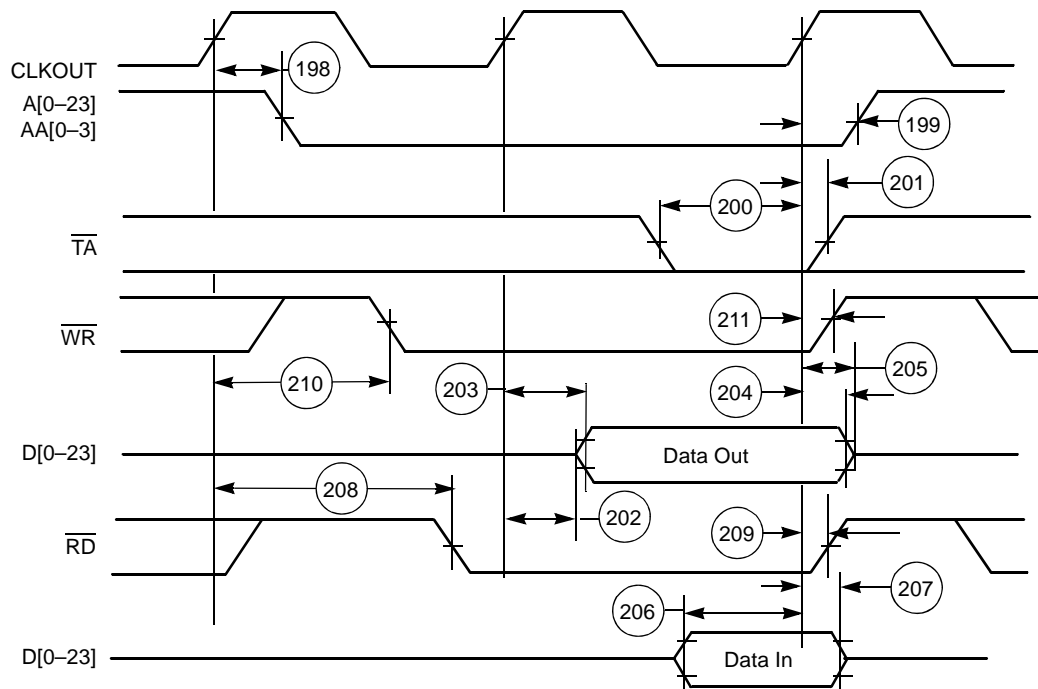 CLKOUT
198
A[0–23]
AA[0–3]
199
200
201
TA
WR
211
210
203
204
205
D[0–23]
Data Out
208
202
209
RD
206
207
D[0–23]
Data In